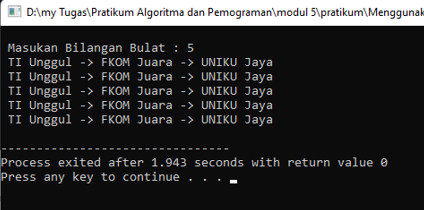 D:\my Tugas\Pratikum Algoritma dan Pemograman\modul 5\pratikum\Menggunak
Masukan Bilangan Bulat : 5
TI Unggul -> FKOM Juara -> UNIKU Jaya
TI Unggul -> FKOM Juara -> UNIKU Jaya
TI Unggul -> FKOM Juara -> UNIKU Jaya
TI Unggul -> FKOM Juara -> UNIKU Jaya
TI Unggul -> FKOM Juara -> UNIKU Jaya
--------------------------------
Process exited after 1.943 seconds with return value 0
Press any key to continue . . .